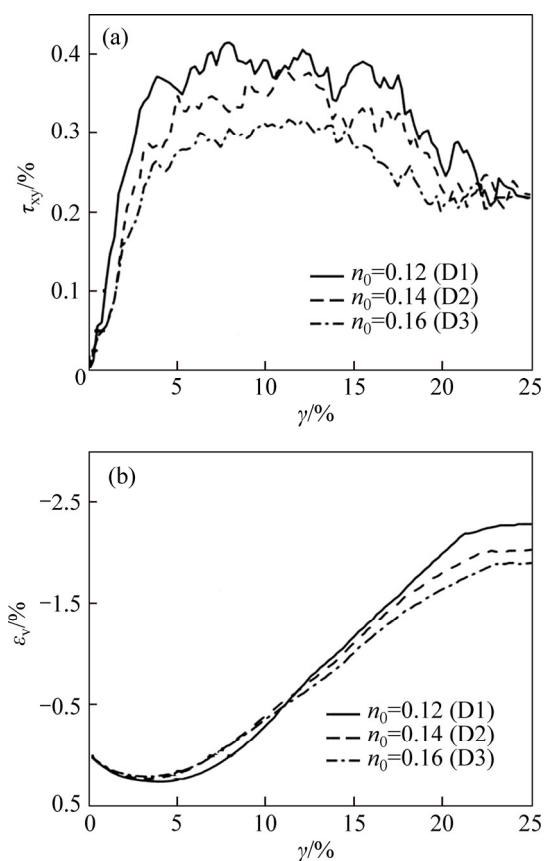 (a)
0.4
0.3
0.2
0.1
0
τxy/%
n0=0.12 (D1)
n0=0.14 (D2)
n0=0.16 (D3)
5 10 15 20 25
γ/%
(b)
−2.5
−1.5
−0.5
0.5
εv/%
n0=0.12 (D1)
n0=0.14 (D2)
n0=0.16 (D3)
0 5 10 15 20 25
γ/%